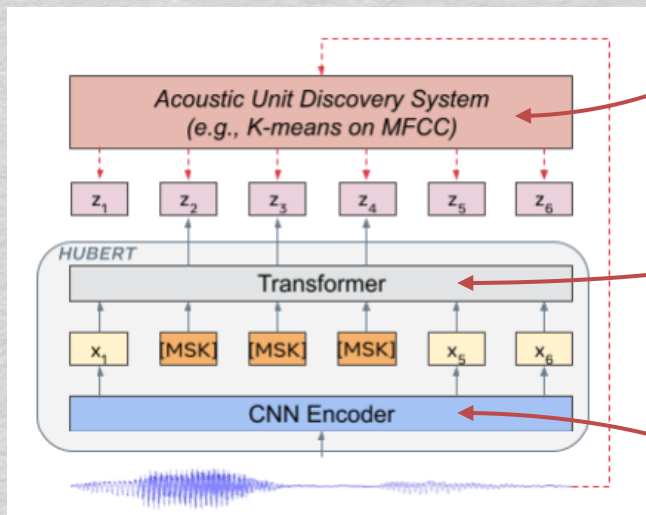 Acoustic Unit Discovery System
(e.g., K-means on MFCC)
z1 z2 z3 z4 z5 z6
HUBERT
Transformer
x1 [MSK] [MSK] [MSK] x5 x6
CNN Encoder